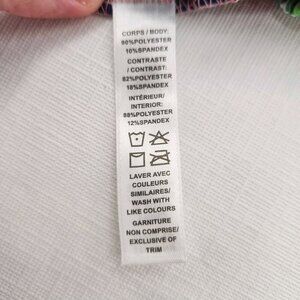 CORPS / BODY:
90%POLYESTER
10%SPANDEX
CONTRASTE
/ CONTRAST:
82%POLYESTER
18%SPANDEX
INTÉRIEUR/
INTERIOR:
88%POLYESTER
12%SPANDEX
LAVER AVEC
COULEURS
SIMILAIRES/
WASH WITH
LIKE COLOURS
GARNITURE
NON COMPRISE/
EXCLUSIVE OF
TRIM